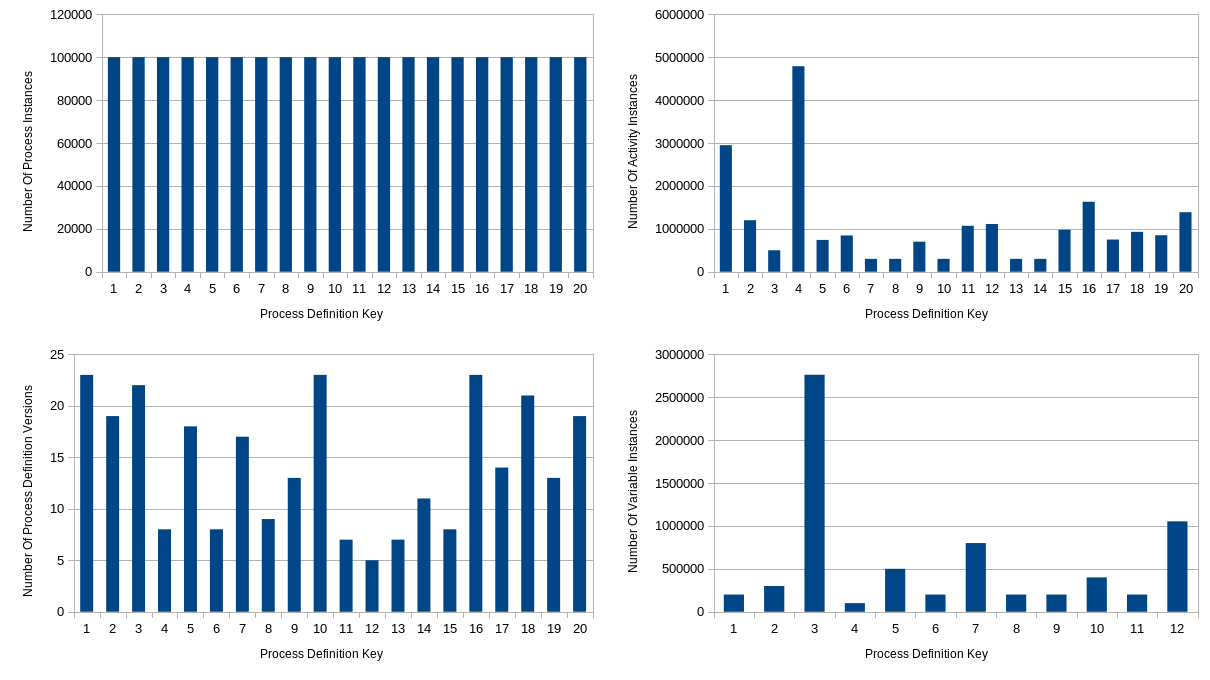 120000
100000
80000
60000
40000
20000
0
Number Of Process Instances
1 2 3 4 5 6 7 8 9 10 11 12 13 14 15 16 17 18 19 20
Process Definition Key
6000000
5000000
4000000
3000000
2000000
1000000
0
Number Of Activity Instances
1 2 3 4 5 6 7 8 9 10 11 12 13 14 15 16 17 18 19 20
Process Definition Key
25
20
15
10
5
0
Number Of Process Definition Versions
1 2 3 4 5 6 7 8 9 10 11 12 13 14 15 16 17 18 19 20
Process Definition Key
3000000
2500000
2000000
1500000
1000000
500000
0
Number Of Variable Instances
1 2 3 4 5 6 7 8 9 10 11 12
Process Definition Key